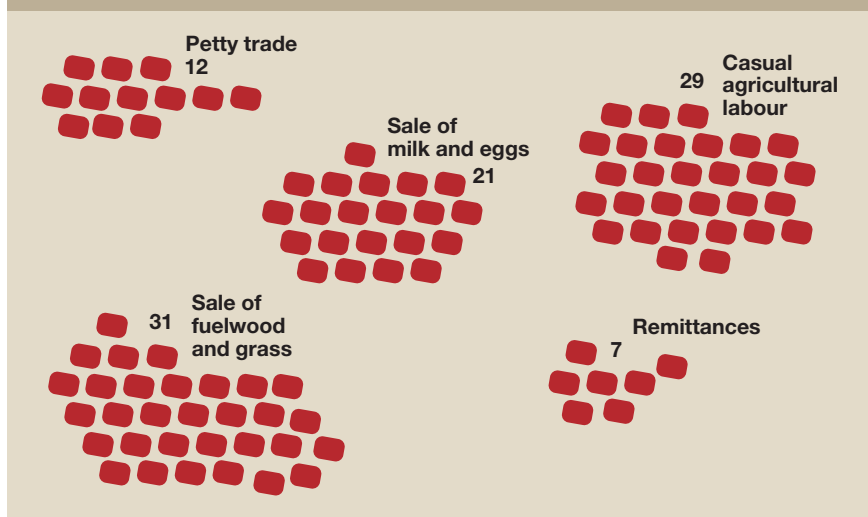 Petty trade
12
Sale of
milk and eggs
21
29
Casual
agricultural
labour
31
Sale of
fuelwood
and grass
Remittances
7